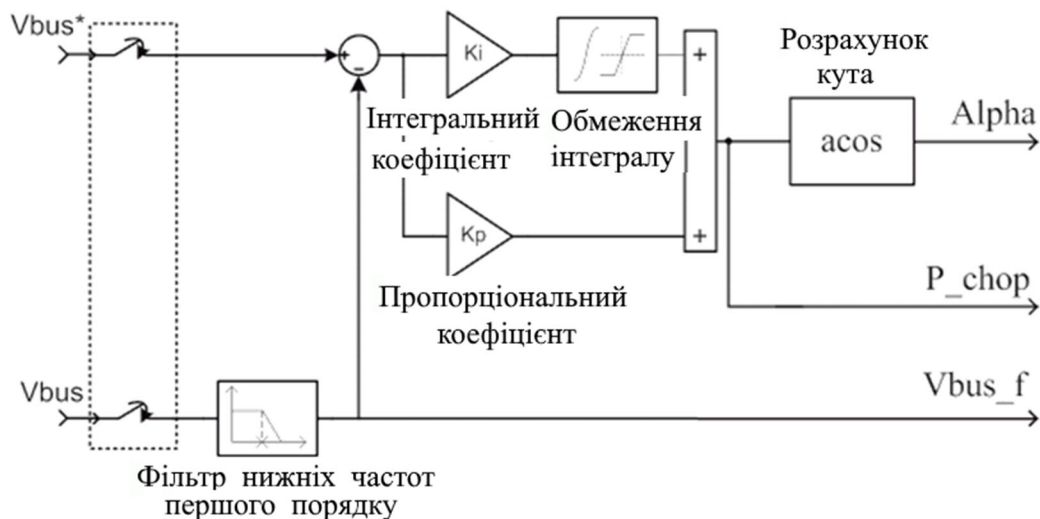 Vbus*
+
-
Ki
Інтегральний
коефіцієнт
Обмеження
інтегралу
+
Розрахунок
кута
acos
Alpha
Kp
+
Пропорціональний
коефіцієнт
P_chop
Vbus
Vbus_f
Фільтр нижніх частот
першого порядку